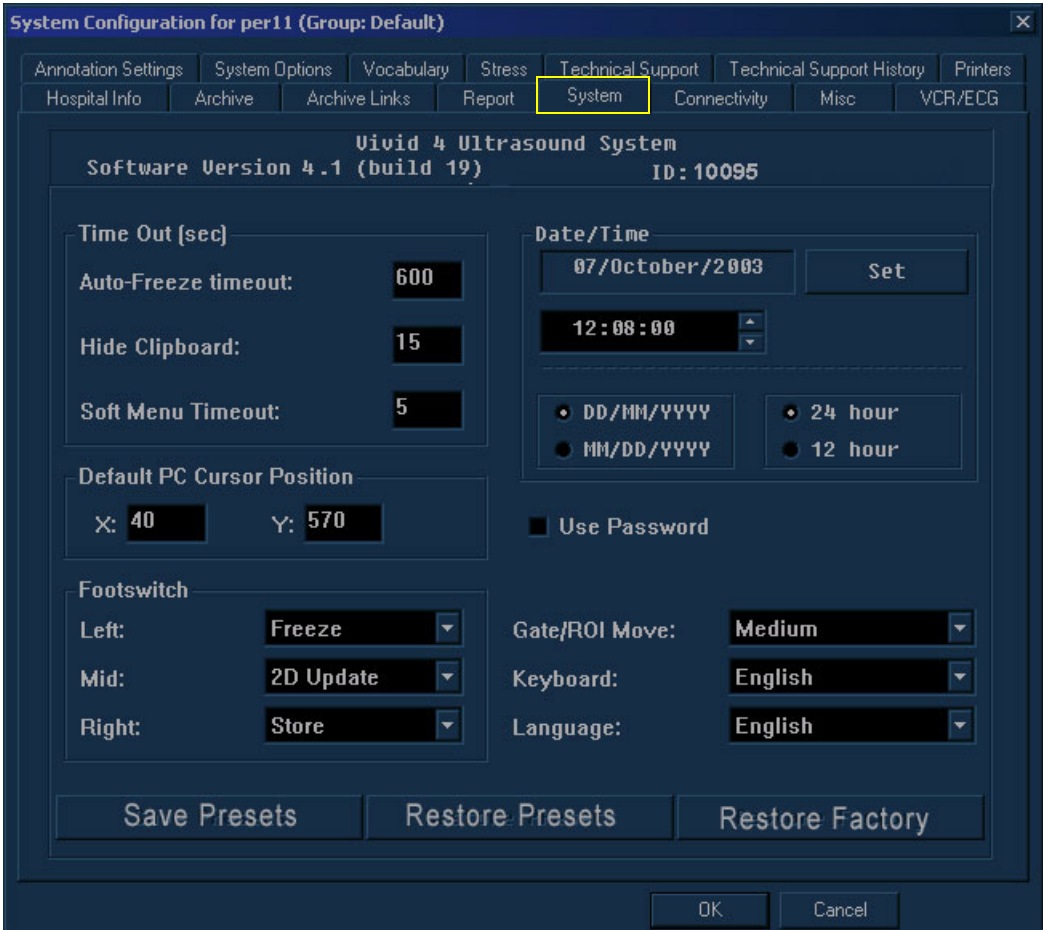 System Configuration for per11 (Group: Default)
Annotation Settings System Options Vocabulary Stress Technical Support Technical Support History Printers
Hospital Info Archive Archive Links Report System Connectivity Misc VCR/ECG
Vivid 4 Ultrasound System
Software Version 4.1 (build 19) ID:10095
Time Out (sec)
Auto-Freeze timeout: 600
Hide Clipboard: 15
Soft Menu Timeout: 5
Date/Time
07/October/2003 Set
12:08:00
DD/MM/YYYY 24 hour
MM/DD/YYYY 12 hour
Default PC Cursor Position
X: 40 Y: 570
Use Password
Footswitch
Left: Freeze
Mid: 2D Update
Right: Store
Gate/ROI Move: Medium
Keyboard: English
Language: English
Save Presets Restore Presets Restore Factory
OK Cancel